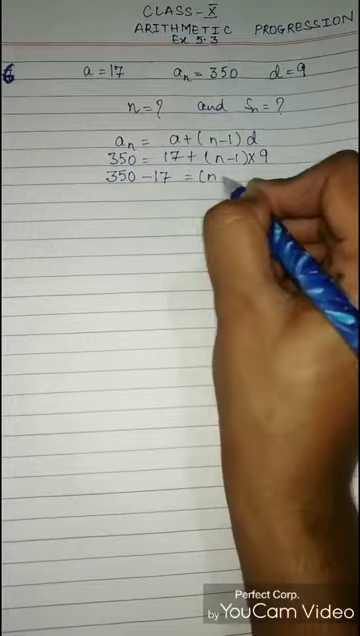 CLASS-X
ARITHMETIC PROGRESSION
Ex 5.3
6 a = 17 aₙ = 350 d = 9
n = ? and Sₙ = ?
aₙ = a + (n-1) d
350 = 17 + (n-1) × 9
350 - 17 = (n
Perfect Corp.
by YouCam Video